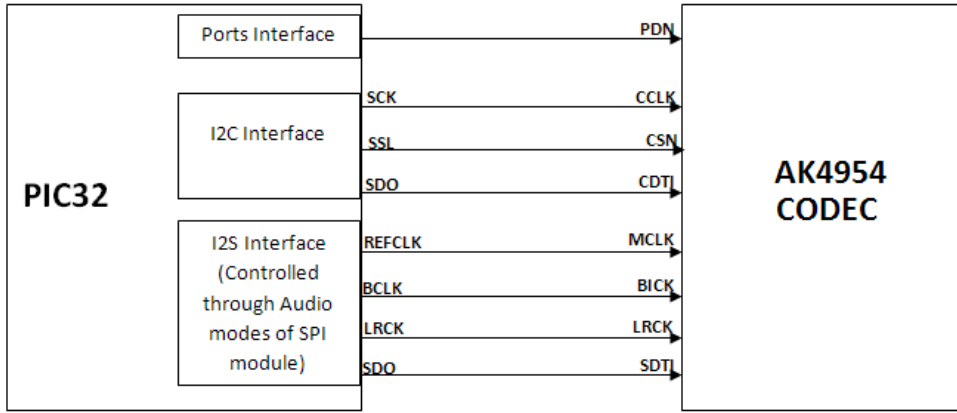 Ports Interface
PDN
SCK
CCLK
I2C Interface
SSL
CSN
SDO
CDTI
PIC32
AK4954
CODEC
I2S Interface
(Controlled
through Audio
modes of SPI
module)
REFCLK
MCLK
BCLK
BICK
LRCK
LRCK
SDO
SDTI